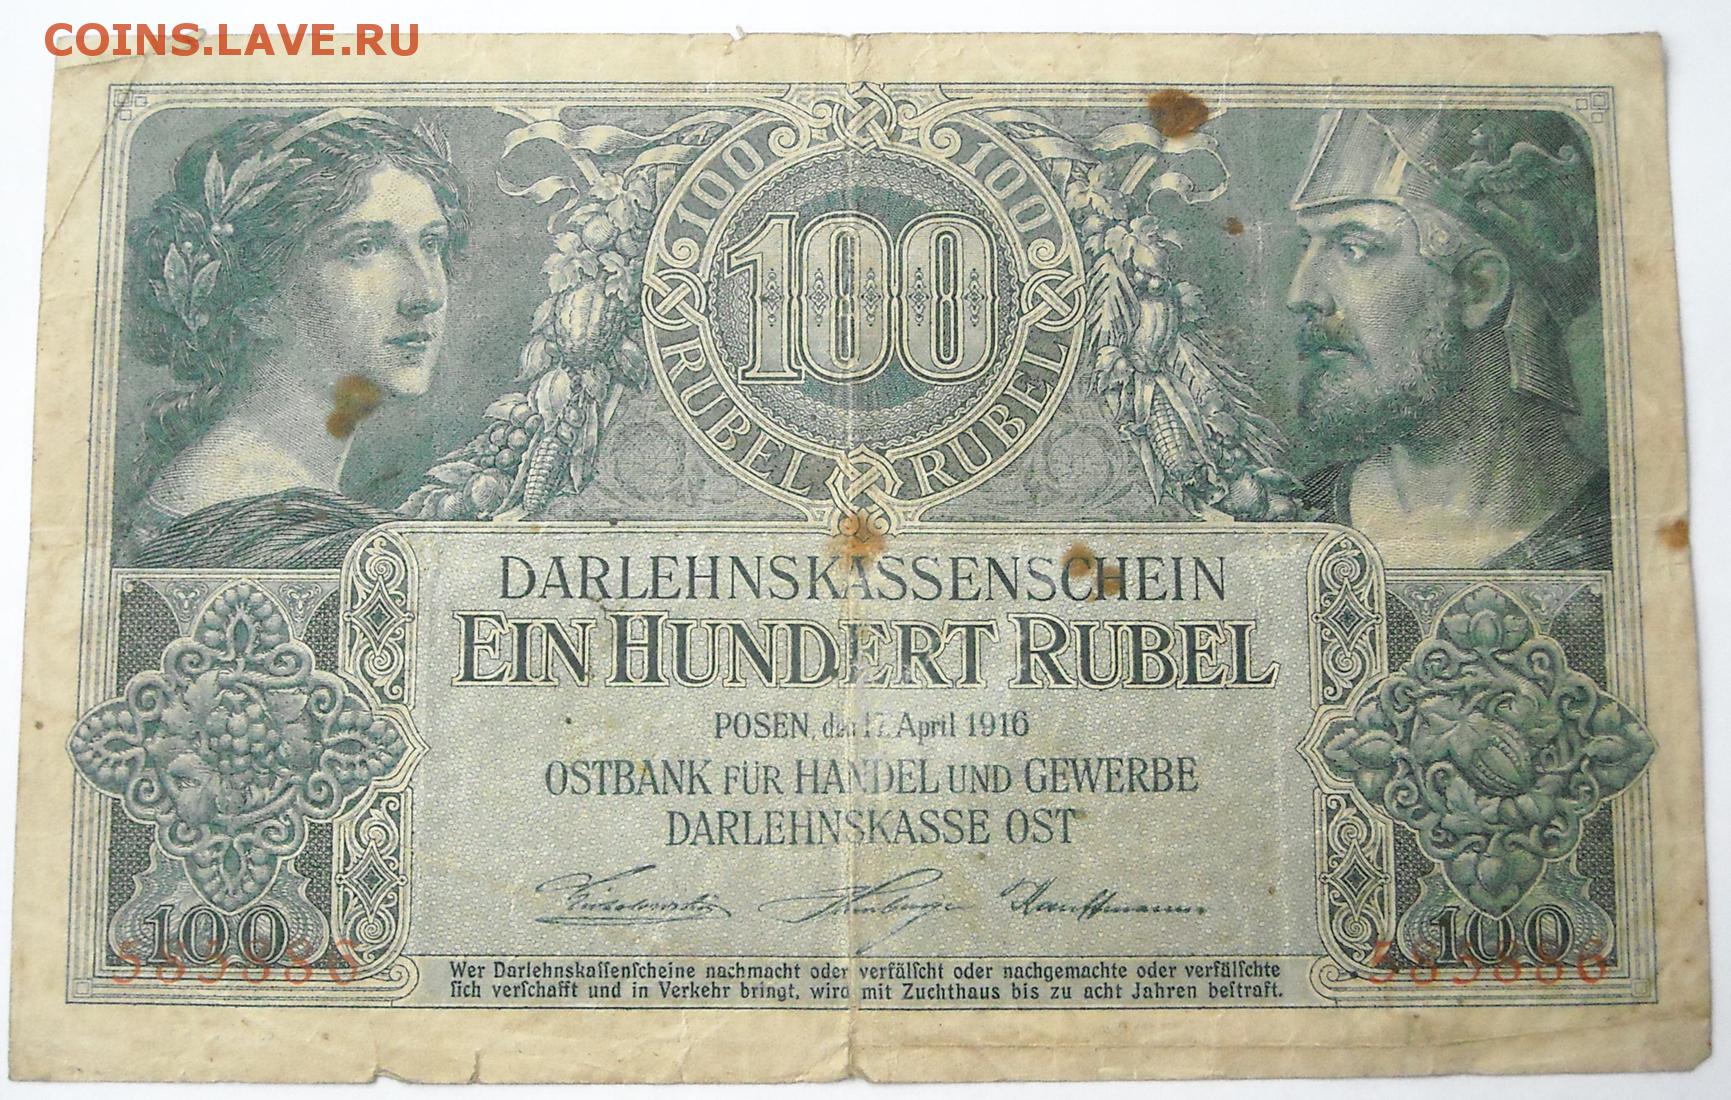 COINS.LAVE.RU
100 100
100
RUBEL RUBEL
DARLEHNSKASSENSCHEIN
EIN HUNDERT RUBEL
POSEN, den 17. April 1916
OSTBANK FÜR HANDEL UND GEWERBE
DARLEHNSKASSE OST
Kauffmann
100 100
Wer Darlehnskaſſenſcheine nachmacht oder verfälſcht oder nachgemachte oder verfälſchte
ſich verſchafft und in Verkehr bringt, wird mit Zuchthaus bis zu acht Jahren beſtraft.